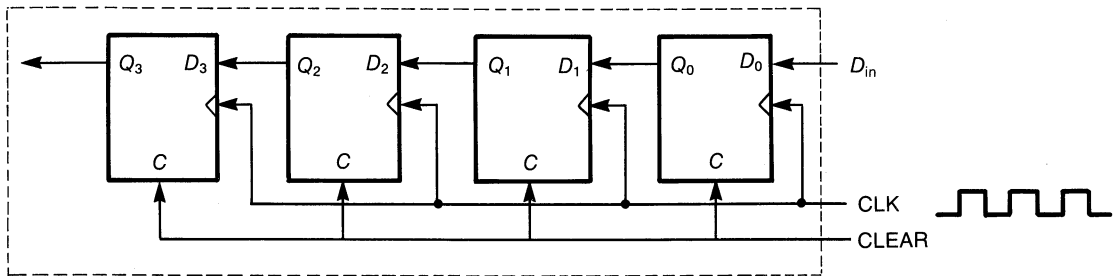 Q₃ D₃ Q₂ D₂ Q₁ D₁ Q₀ D₀ Dᵢₙ
C C C C
CLK
CLEAR